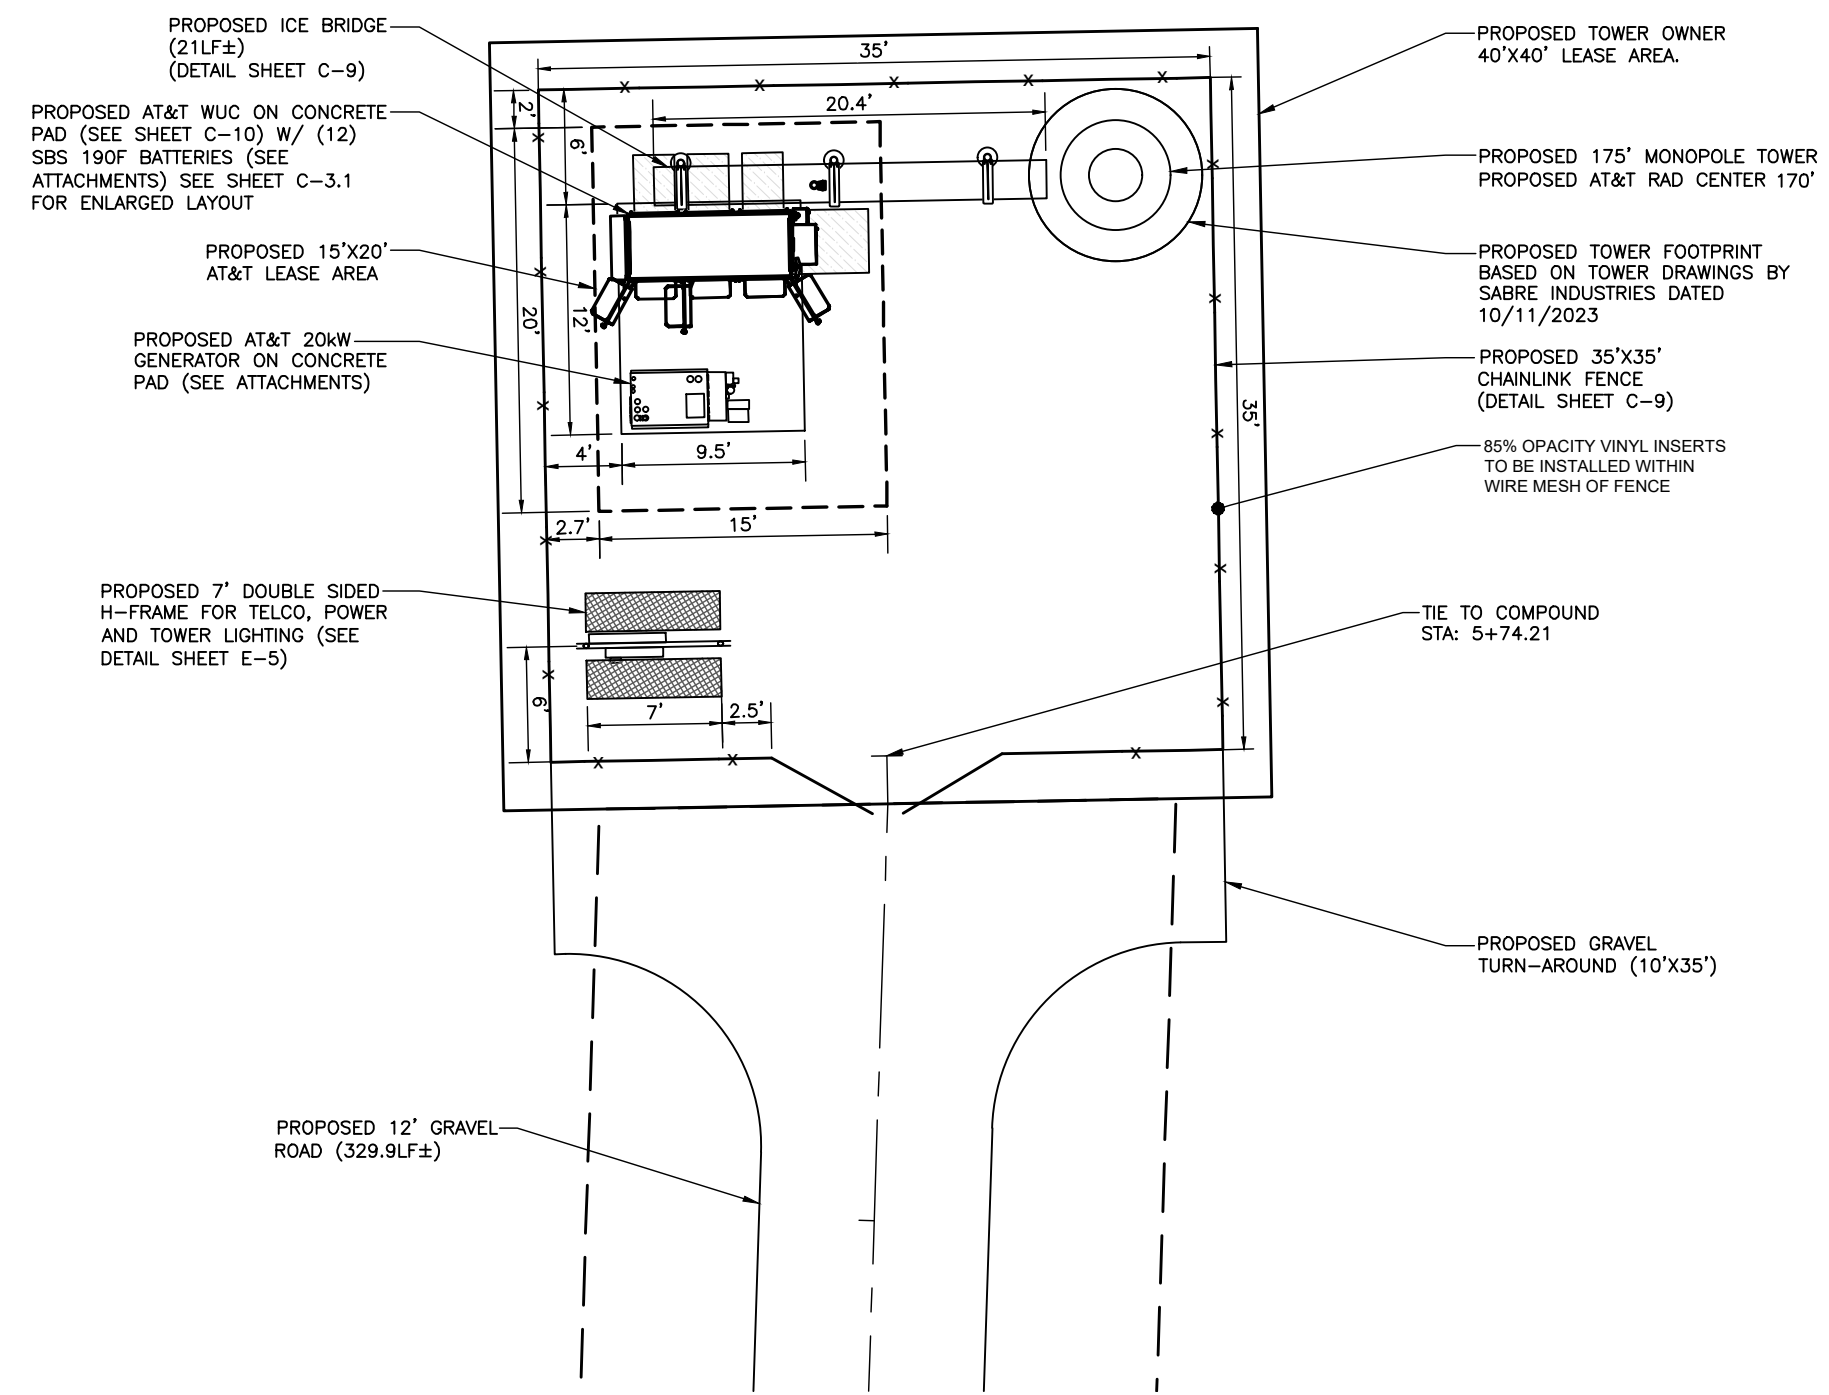 PROPOSED ICE BRIDGE
(21LF±)
(DETAIL SHEET C-9)
PROPOSED AT&T WUC ON CONCRETE
PAD (SEE SHEET C-10) W/ (12)
SBS 190F BATTERIES (SEE
ATTACHMENTS) SEE SHEET C-3.1
FOR ENLARGED LAYOUT
PROPOSED 15'X20'
AT&T LEASE AREA
PROPOSED AT&T 20kW
GENERATOR ON CONCRETE
PAD (SEE ATTACHMENTS)
PROPOSED 7' DOUBLE SIDED
H-FRAME FOR TELCO, POWER
AND TOWER LIGHTING (SEE
DETAIL SHEET E-5)
PROPOSED 12' GRAVEL
ROAD (329.9LF±)
35'
20.4'
2'
6'
20'
12'
4'
9.5'
2.7'
15'
6'
7'
2.5'
35'
PROPOSED TOWER OWNER
40'X40' LEASE AREA.
PROPOSED 175' MONOPOLE TOWER
PROPOSED AT&T RAD CENTER 170'
PROPOSED TOWER FOOTPRINT
BASED ON TOWER DRAWINGS BY
SABRE INDUSTRIES DATED
10/11/2023
PROPOSED 35'X35'
CHAINLINK FENCE
(DETAIL SHEET C-9)
85% OPACITY VINYL INSERTS
TO BE INSTALLED WITHIN
WIRE MESH OF FENCE
TIE TO COMPOUND
STA: 5+74.21
PROPOSED GRAVEL
TURN-AROUND (10'X35')